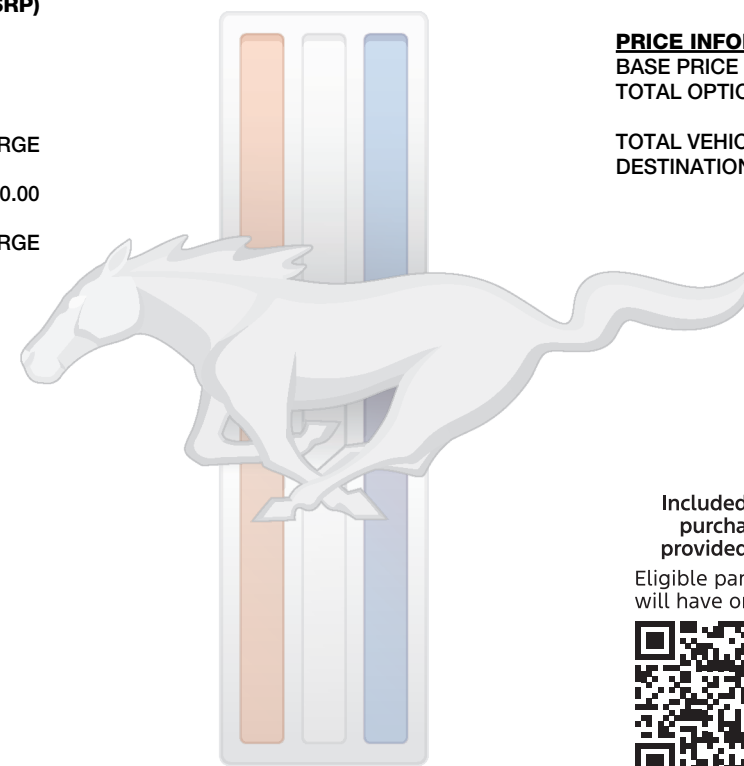 SRP)
RGE
0.00
RGE
PRICE INFO
BASE PRICE
TOTAL OPTIO
TOTAL VEHIC
DESTINATION
Included
purcha
provided
Eligible par
will have or